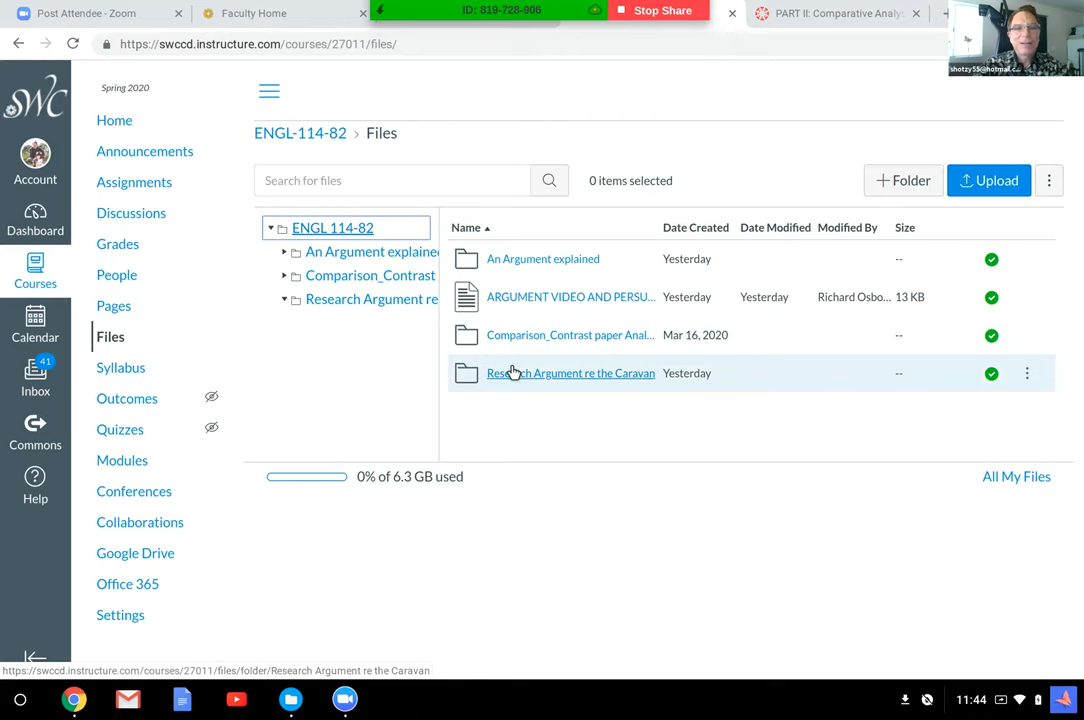 Post Attendee - Zoom
Faculty Home
ID: 819-728-906
Stop Share
PART II: Comparative Analys
https://swccd.instructure.com/courses/27011/files/
shotzy55@hotmail.c...
SWC
Account
Dashboard
Courses
Calendar
41
Inbox
Commons
Help
Spring 2020
Home
Announcements
Assignments
Discussions
Grades
People
Pages
Files
Syllabus
Outcomes
Quizzes
Modules
Conferences
Collaborations
Google Drive
Office 365
Settings
ENGL-114-82 > Files
Search for files
0 items selected
+ Folder
Upload
ENGL 114-82
An Argument explaine
Comparison_Contrast
Research Argument re
Name
Date Created
Date Modified
Modified By
Size
An Argument explained
Yesterday
--
ARGUMENT VIDEO AND PERSU...
Yesterday
Yesterday
Richard Osbo...
13 KB
Comparison_Contrast paper Anal...
Mar 16, 2020
--
Research Argument re the Caravan
Yesterday
--
0% of 6.3 GB used
All My Files
https://swccd.instructure.com/courses/27011/files/folder/Research Argument re the Caravan
11:44